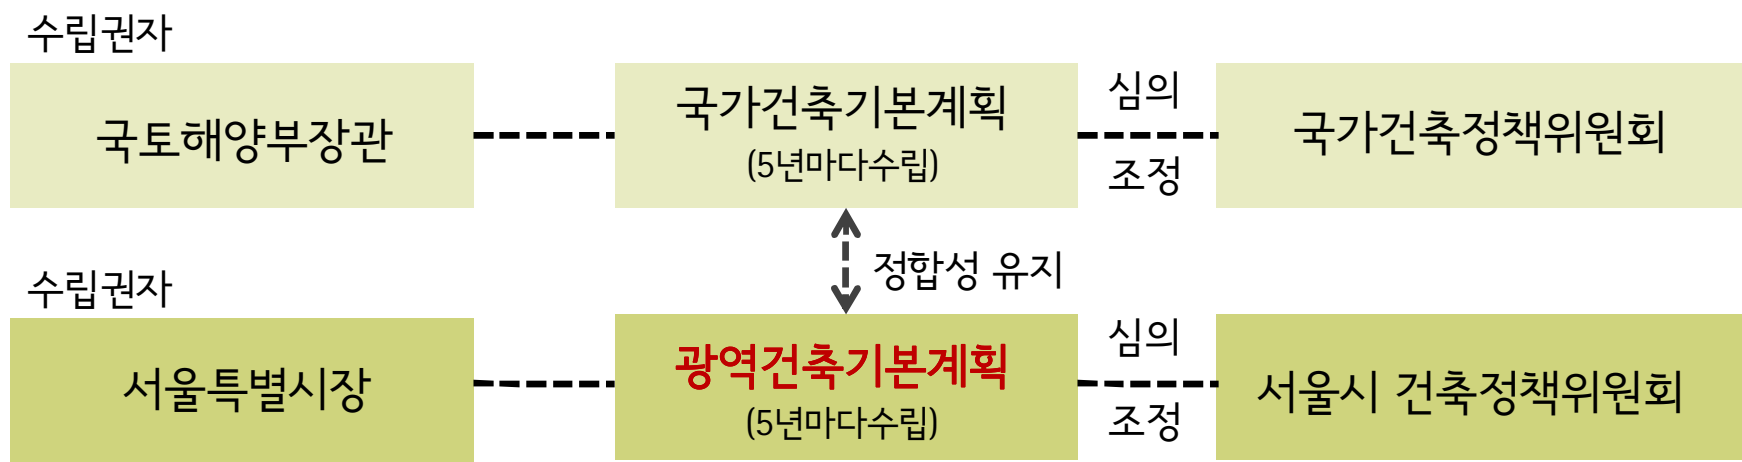 수립권자
국토해양부장관
국가건축기본계획
(5년마다수립)
심의
조정
국가건축정책위원회
정합성 유지
수립권자
서울특별시장
광역건축기본계획
(5년마다수립)
심의
조정
서울시 건축정책위원회